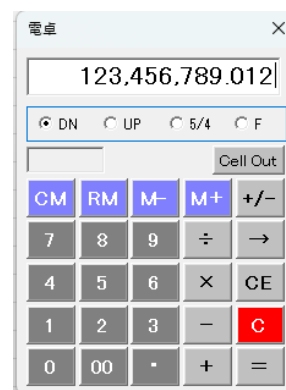 電卓 ×
123,456,789.012
DN UP 5/4 F
Cell Out
CM RM M- M+ +/-
7 8 9 ÷ →
4 5 6 × CE
1 2 3 - C
0 00 ・ + =